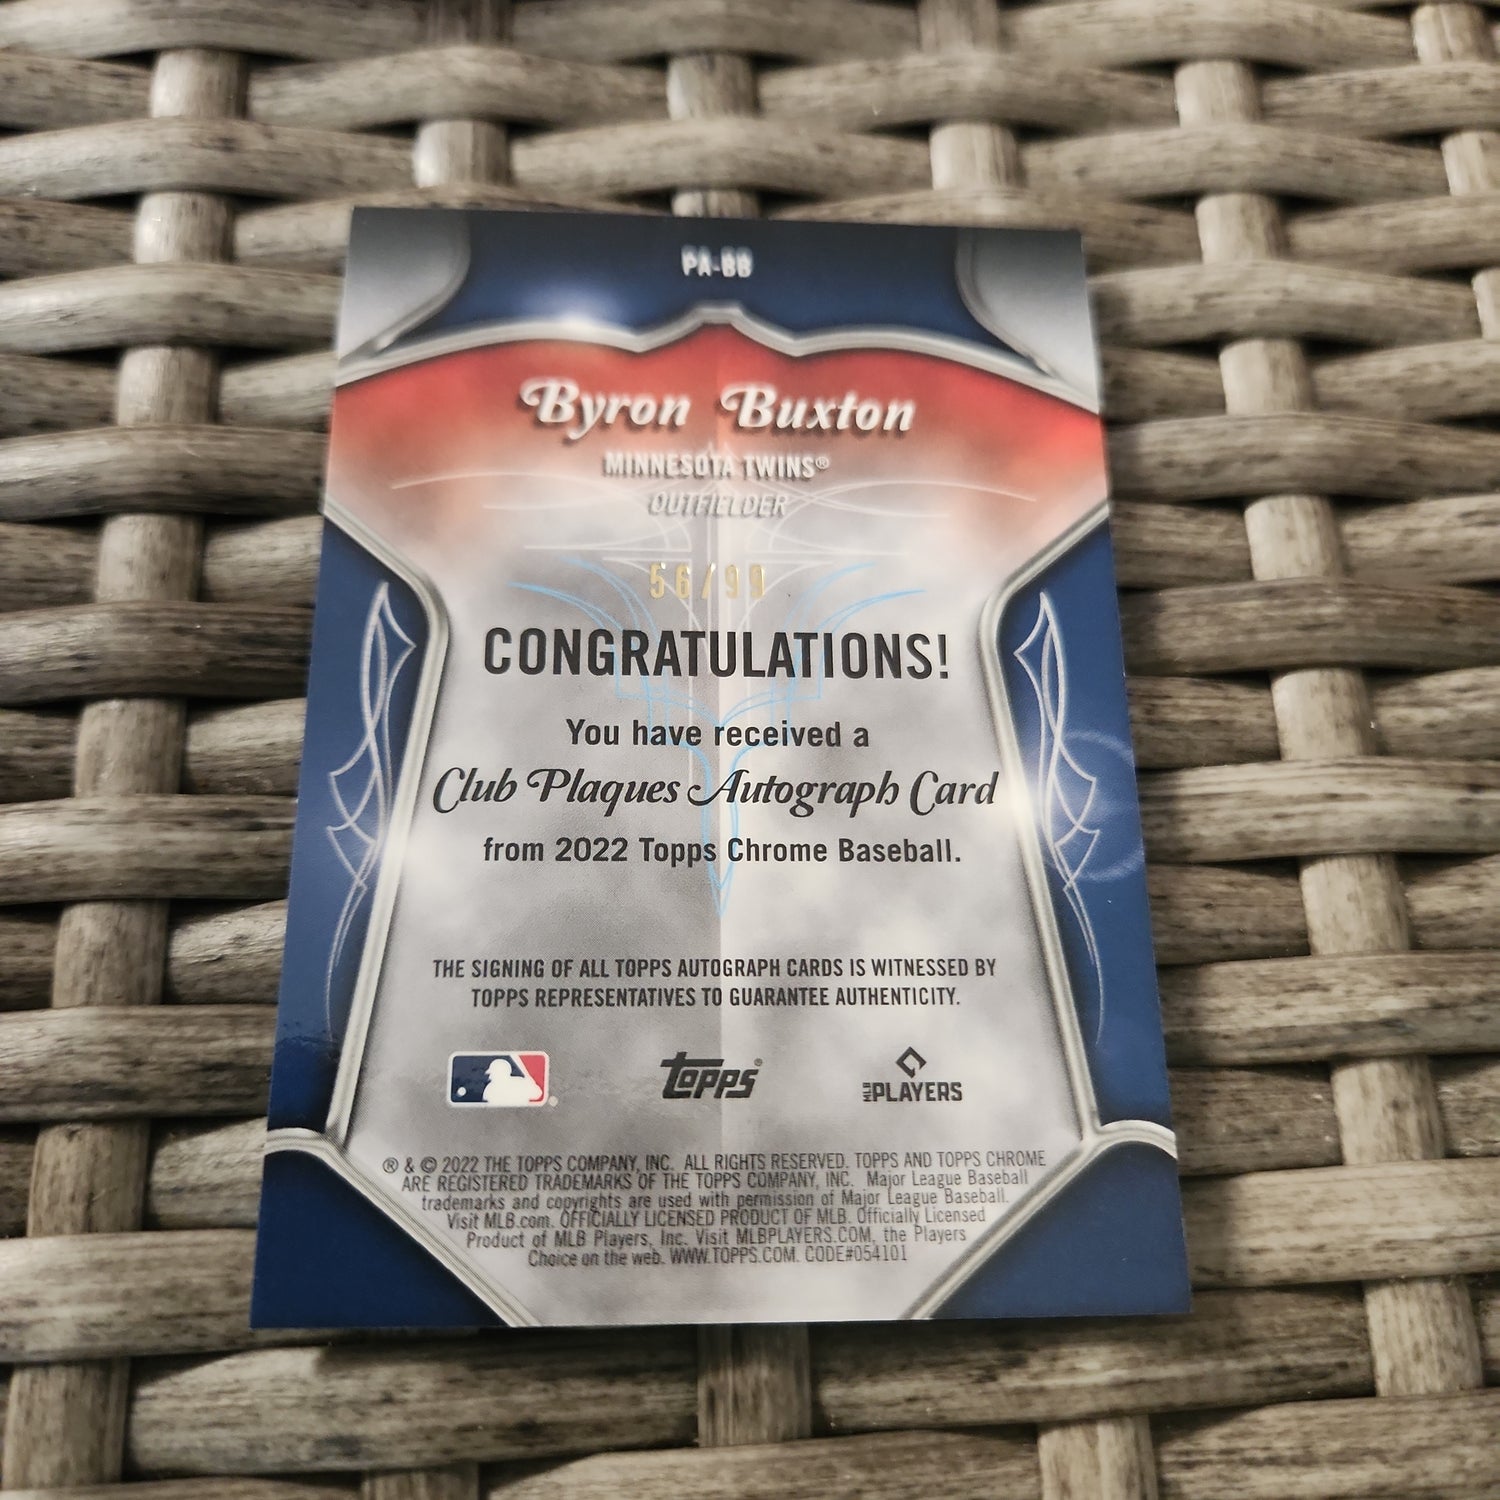 PA-BB
Byron Buxton
MINNESOTA TWINS®
OUTFIELDER
56/99
CONGRATULATIONS!
You have received a
Club Plaques Autograph Card
from 2022 Topps Chrome Baseball.
THE SIGNING OF ALL TOPPS AUTOGRAPH CARDS IS WITNESSED BY
TOPPS REPRESENTATIVES TO GUARANTEE AUTHENTICITY.
topps® MLB PLAYERS
® & © 2022 THE TOPPS COMPANY, INC. ALL RIGHTS RESERVED. TOPPS AND TOPPS CHROME
ARE REGISTERED TRADEMARKS OF THE TOPPS COMPANY, INC. Major League Baseball
trademarks and copyrights are used with permission of Major League Baseball.
Visit MLB.com. OFFICIALLY LICENSED PRODUCT OF MLB. Officially Licensed
Product of MLB Players, Inc. Visit MLBPLAYERS.COM, the Players
Choice on the web. WWW.TOPPS.COM. CODE#054101